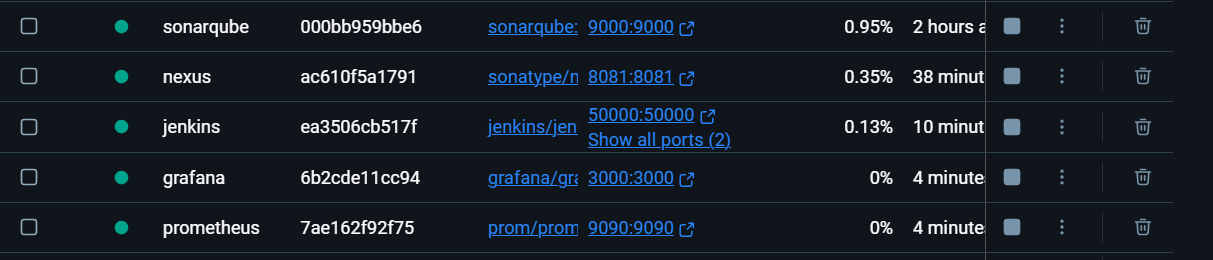 sonarqube 000bb959bbe6 sonarqube: 9000:9000 0.95% 2 hours a
nexus ac610f5a1791 sonatype/n 8081:8081 0.35% 38 minut
jenkins ea3506cb517f jenkins/jen 50000:50000 0.13% 10 minut
Show all ports (2)
grafana 6b2cde11cc94 grafana/gra 3000:3000 0% 4 minute
prometheus 7ae162f92f75 prom/prom 9090:9090 0% 4 minute